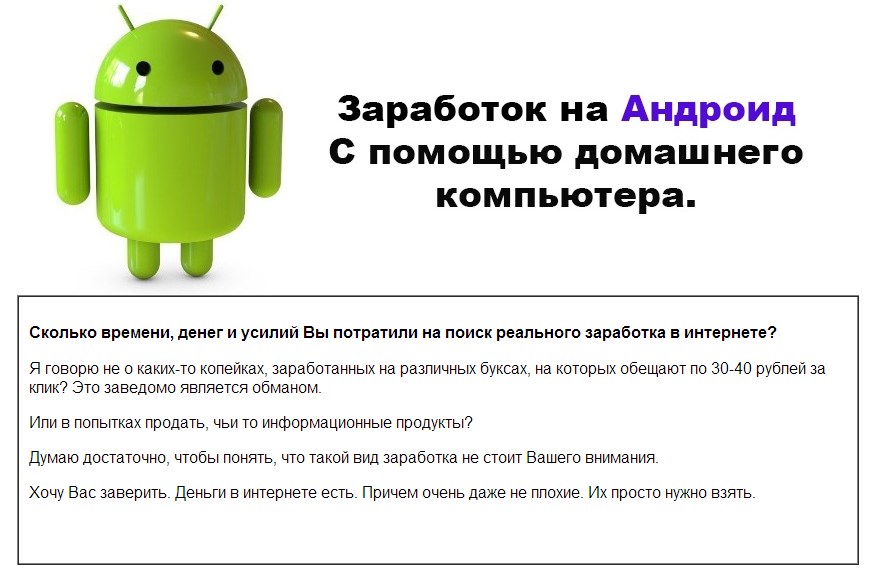 Заработок на Андроид
С помощью домашнего
компьютера.
Сколько времени, денег и усилий Вы потратили на поиск реального заработка в интернете?
Я говорю не о каких-то копейках, заработанных на различных буксах, на которых обещают по 30-40 рублей за
клик? Это заведомо является обманом.
Или в попытках продать, чьи то информационные продукты?
Думаю достаточно, чтобы понять, что такой вид заработка не стоит Вашего внимания.
Хочу Вас заверить. Деньги в интернете есть. Причем очень даже не плохие. Их просто нужно взять.